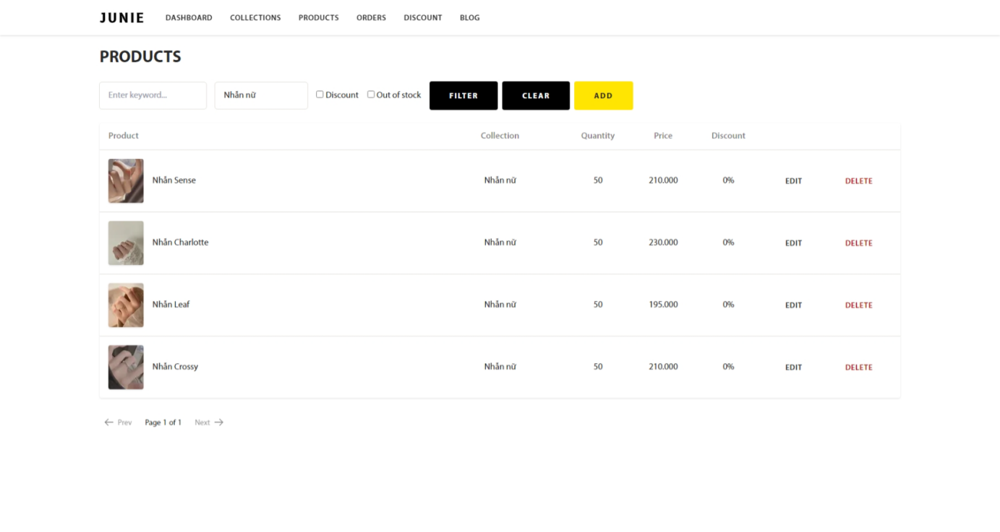 JUNIE DASHBOARD COLLECTIONS PRODUCTS ORDERS DISCOUNT BLOG
PRODUCTS
Enter keyword... Nhẫn nữ Discount Out of stock FILTER CLEAR ADD
Product Collection Quantity Price Discount
Nhẫn Sense Nhẫn nữ 50 210.000 0% EDIT DELETE
Nhẫn Charlotte Nhẫn nữ 50 230.000 0% EDIT DELETE
Nhẫn Leaf Nhẫn nữ 50 195.000 0% EDIT DELETE
Nhẫn Crossy Nhẫn nữ 50 210.000 0% EDIT DELETE
← Prev Page 1 of 1 Next →